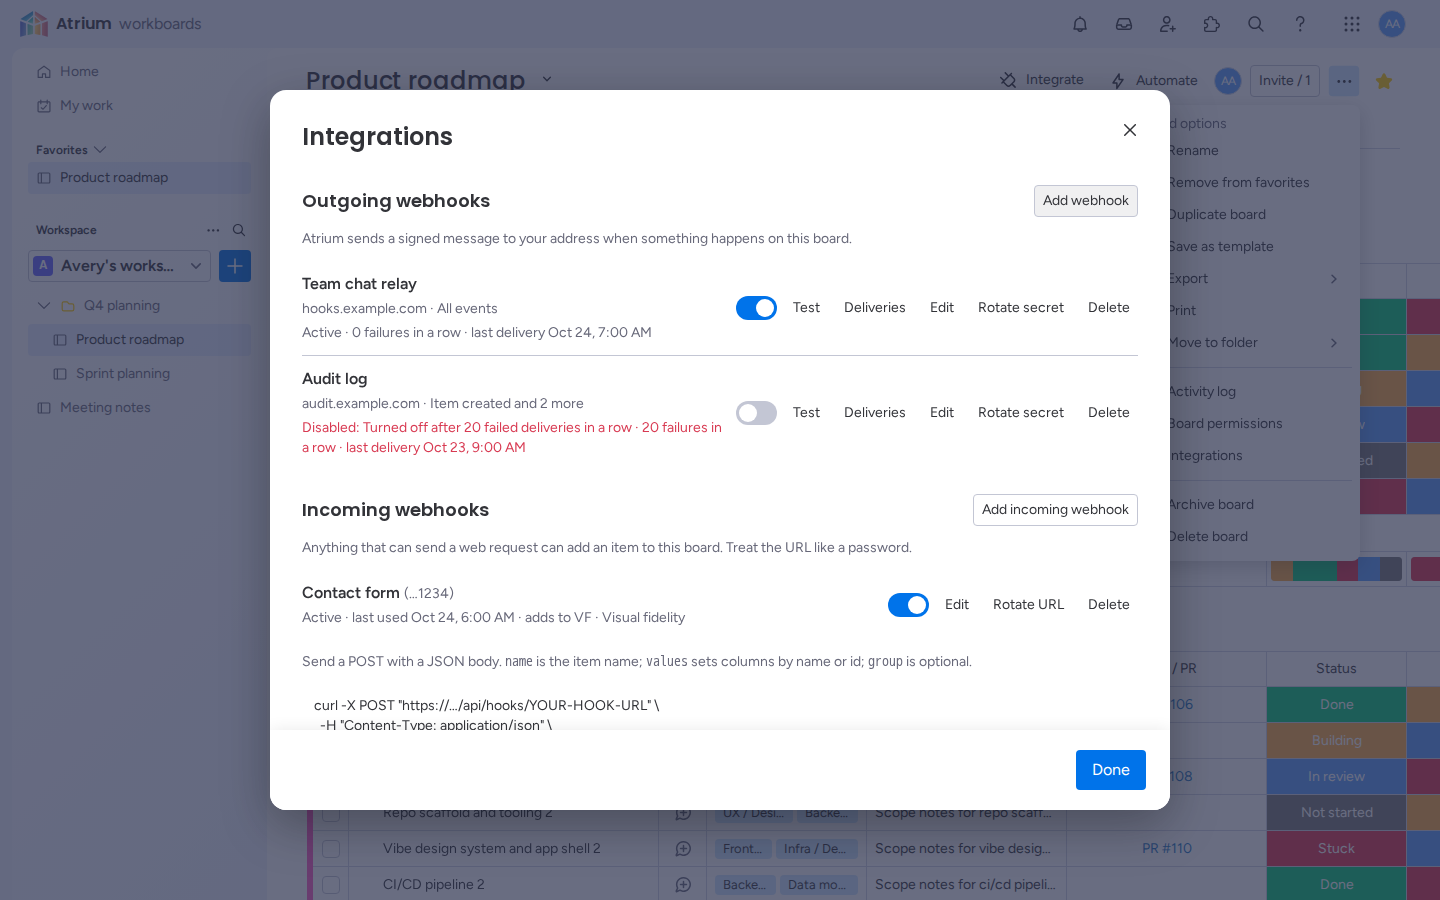 Atrium workboards
AA
Home
My work
Favorites
Product roadmap
Workspace
A Avery's works...
Q4 planning
Product roadmap
Sprint planning
Meeting notes
Product roadmap
Integrate
Automate
AA
Invite / 1
d options
Rename
Remove from favorites
Duplicate board
Save as template
Export
Print
Move to folder
Activity log
Board permissions
Integrations
Archive board
Delete board
Integrations
Outgoing webhooks
Add webhook
Atrium sends a signed message to your address when something happens on this board.
Team chat relay
hooks.example.com · All events
Active · 0 failures in a row · last delivery Oct 24, 7:00 AM
Test Deliveries Edit Rotate secret Delete
Audit log
audit.example.com · Item created and 2 more
Disabled: Turned off after 20 failed deliveries in a row · 20 failures in
a row · last delivery Oct 23, 9:00 AM
Test Deliveries Edit Rotate secret Delete
Incoming webhooks
Add incoming webhook
Anything that can send a web request can add an item to this board. Treat the URL like a password.
Contact form (…1234)
Active · last used Oct 24, 6:00 AM · adds to VF · Visual fidelity
Edit Rotate URL Delete
Send a POST with a JSON body. name is the item name; values sets columns by name or id; group is optional.
curl -X POST "https://…/api/hooks/YOUR-HOOK-URL" \
-H "Content-Type: application/json" \
Done
/ PR Status
106 Done
Building
108 In review
Repo scaffold and tooling 2 UX / Desi... Backe... Scope notes for repo scaff... Not started
Vibe design system and app shell 2 Front... Infra / De... Scope notes for vibe desig... PR #110 Stuck
CI/CD pipeline 2 Backe... Data mo... Scope notes for ci/cd pipeli... Done